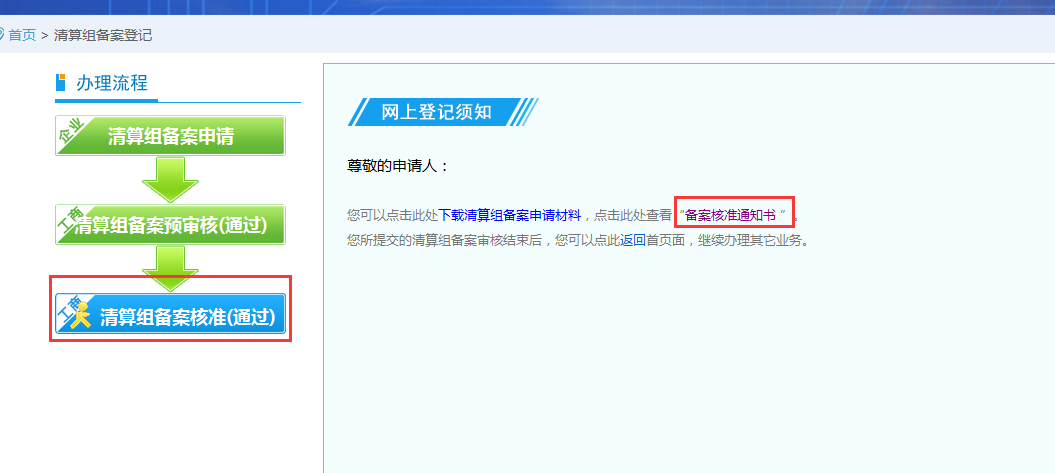 首页 > 清算组备案登记
办理流程
企业
清算组备案申请
工商
清算组备案预审核(通过)
工商
清算组备案核准(通过)
网上登记须知
尊敬的申请人：
您可以点击此处下载清算组备案申请材料，点击此处查看“备案核准通知书 ”。
您所提交的清算组备案审核结束后，您可以点此返回首页面，继续办理其它业务。